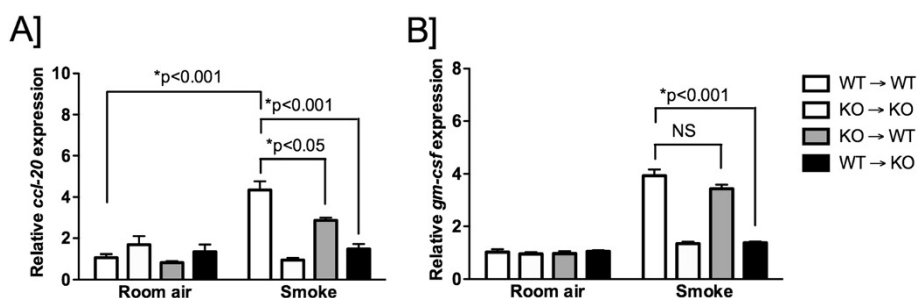 A]
Relative ccl-20 expression
10
8
6
4
2
0
*p<0.001
*p<0.001
*p<0.05
Room air
Smoke
B]
Relative gm-csf expression
8
6
4
2
0
*p<0.001
NS
Room air
Smoke
WT → WT
KO → KO
KO → WT
WT → KO